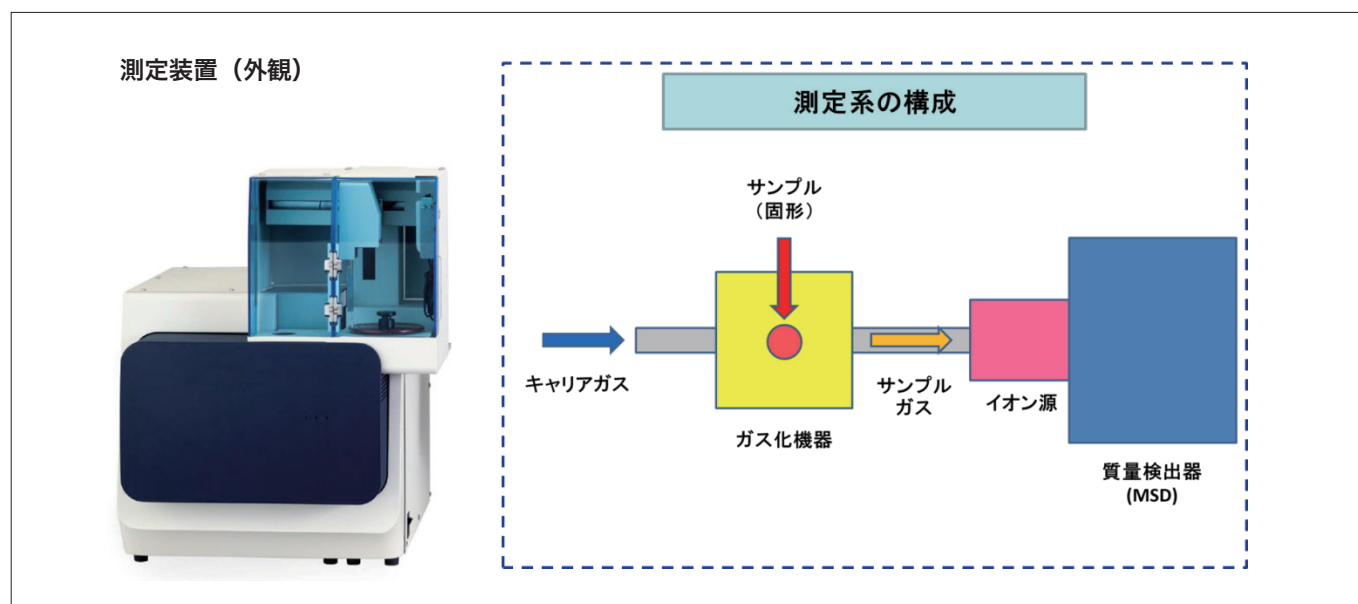 測定装置（外観）
測定系の構成
サンプル
（固形）
キャリアガス
ガス化機器
サンプル
ガス
イオン源
質量検出器
(MSD)